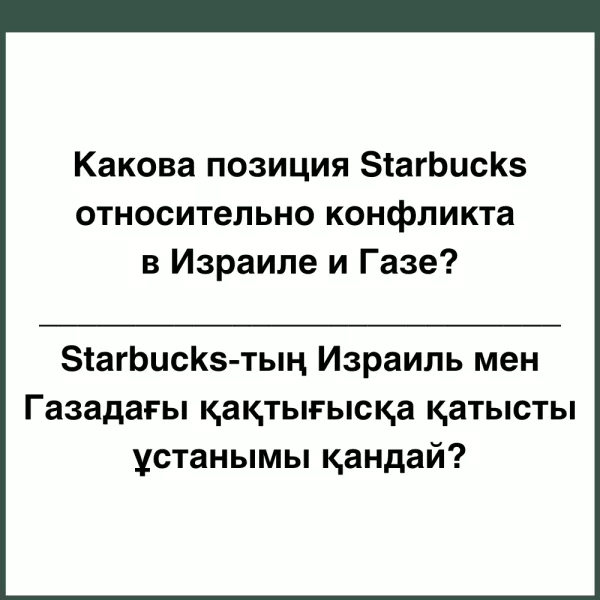 Какова позиция Starbucks
относительно конфликта
в Израиле и Газе?
Starbucks-тың Израиль мен
Газадағы қақтығысқа қатысты
ұстанымы қандай?